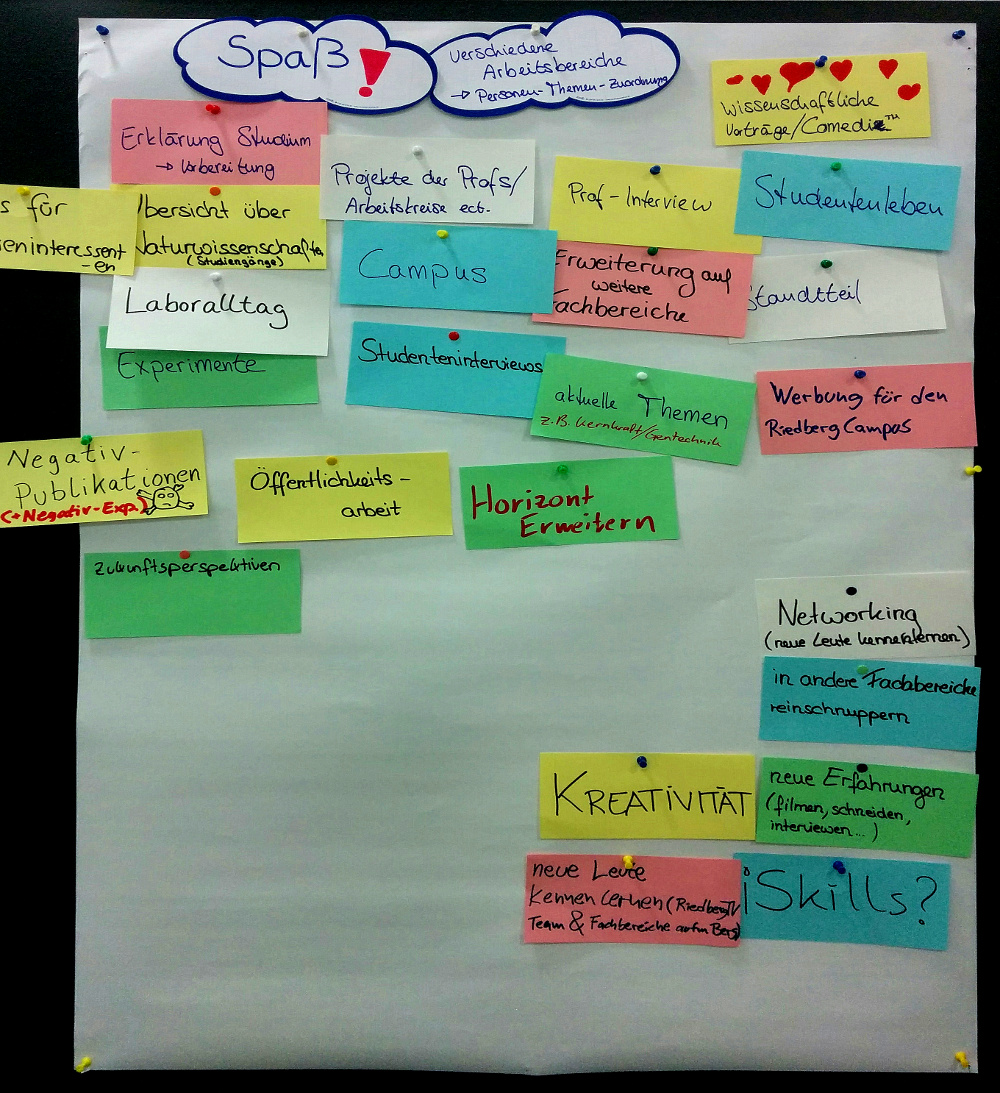 Spaß!
verschiedene
Arbeitsbereiche
→ Personen-Themen-Zuordnung
wissenschaftliche
Vorträge/Comedie™
Erklärung Studium
→ Vorbereitung
Projekte der Profs/
Arbeitskreise ect.
Prof-Interview
Studentenleben
s für
eninteressent
-en
Übersicht über
Naturwissenschaften
(Studiengänge)
Campus
Erweiterung auf
weitere
Fachbereiche
Standtteil
Laboralltag
Experimente
Studenteninterviews
aktuelle Themen
z.B. Kernkraft/Gentechnik
Werbung für den
Riedberg Campus
Negativ-
Publikationen
(+Negativ-Exp.)
Öffentlichkeits-
arbeit
Horizont
Erweitern
Zukunftsperspektiven
Networking
(neue Leute kennenlernen)
in andere Fachbereiche
reinschnuppern
KREATIVITÄT
neue Erfahrungen
(filmen, schneiden,
interviewen...)
neue Leute
kennen lernen (RiedbergTV
Team & Fachbereiche aufm Berg)
iSkills?